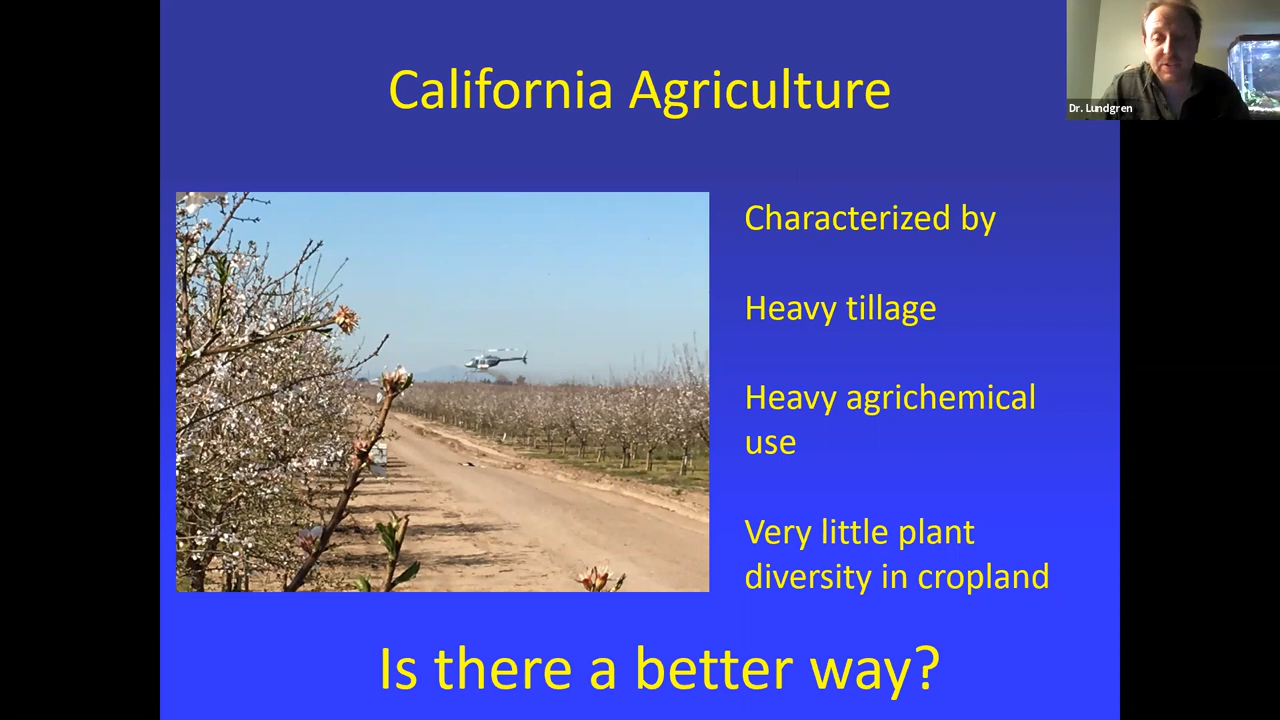 California Agriculture
Dr. Lundgren
Characterized by
Heavy tillage
Heavy agrichemical
use
Very little plant
diversity in cropland
Is there a better way?